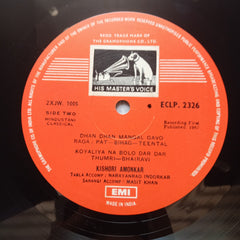 REGD. TRADE MARK OF
THE GRAMOPHONE CO. LTD.
HIS MASTER'S VOICE
2XJW. 1005
SIDE TWO
HINDUSTANI
CLASSICAL
ECLP. 2326
Recording First
Published 1967
DHAN DHAN MANGAL GAVO
RAGA: PAT-BIHAG-TEENTAL
KOYALIYA NA BOLO DAR DAR
THUMRI-BHAIRAVI
KISHORI AMONKAR
TABLA ACCOMP: NARAYANRAO INDORKAR
SARANGI ACCOMP: MAJIT KHAN
EMI
MADE IN INDIA